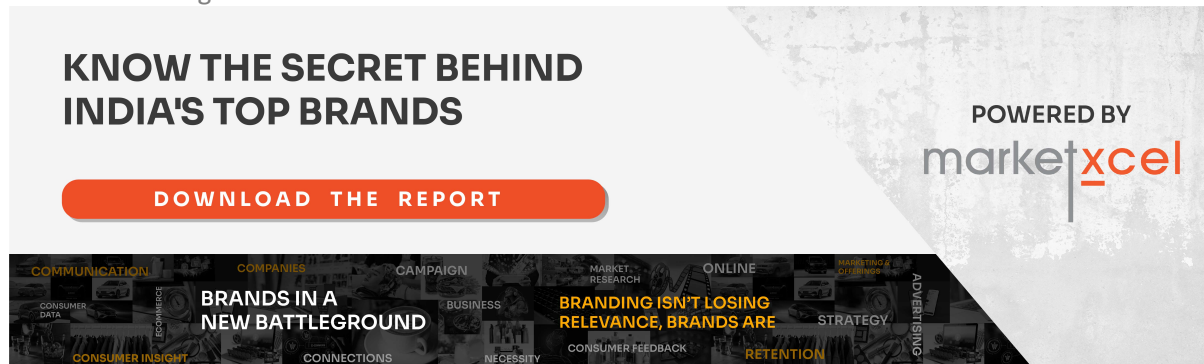 KNOW THE SECRET BEHIND
INDIA'S TOP BRANDS
DOWNLOAD THE REPORT
POWERED BY
marketxcel
COMMUNICATION
COMPANIES
CAMPAIGN
MARKET
RESEARCH
ONLINE
MARKETING &
OFFERINGS
CONSUMER
DATA
ECOMMERCE
BRANDS IN A
NEW BATTLEGROUND
BUSINESS
BRANDING ISN'T LOSING
RELEVANCE, BRANDS ARE
STRATEGY
ADVERTISING
CONSUMER INSIGHT
CONNECTIONS
NECESSITY
CONSUMER FEEDBACK
RETENTION